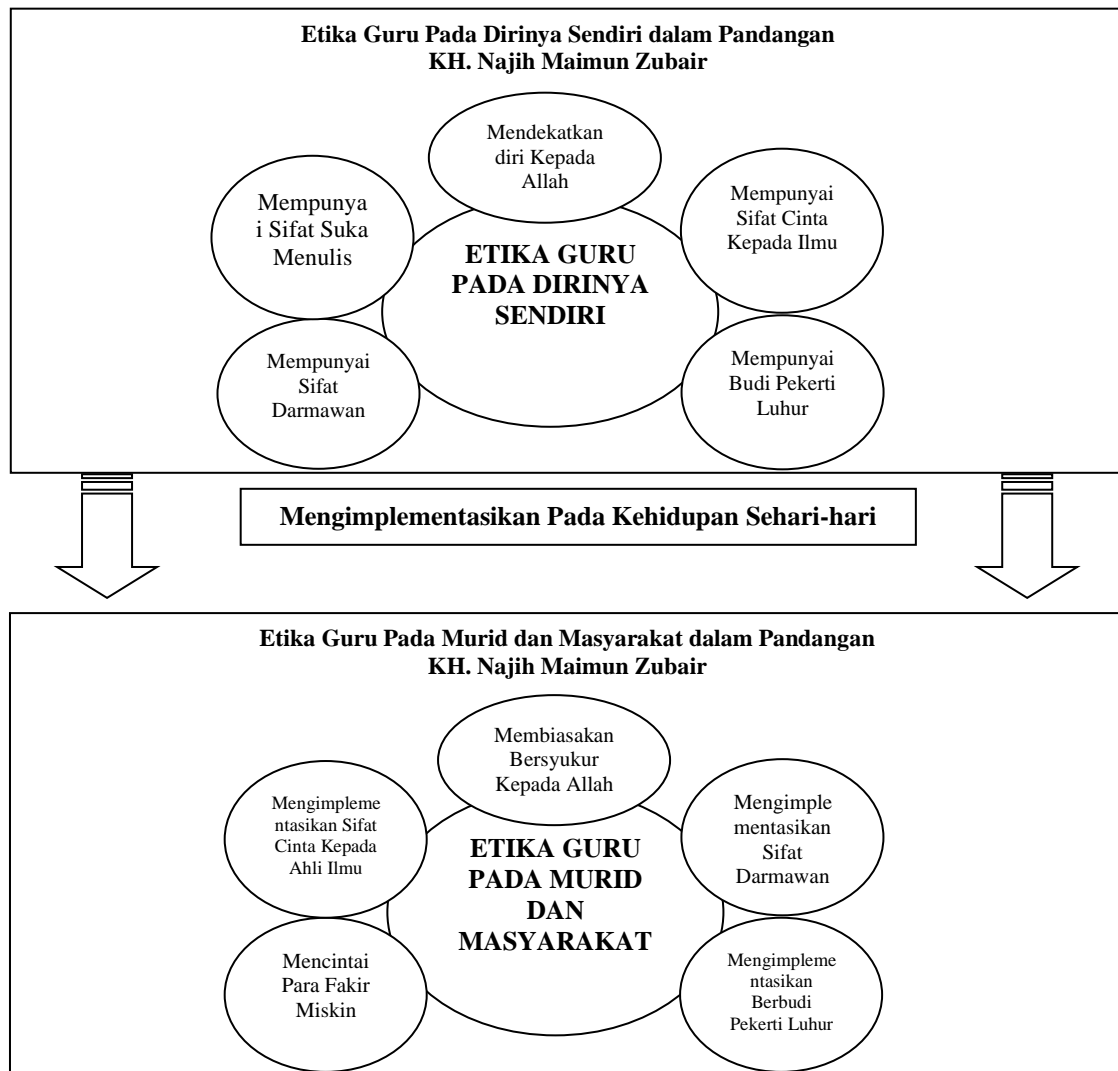 Etika Guru Pada Dirinya Sendiri dalam Pandangan
KH. Najih Maimun Zubair
Mendekatkan
diri Kepada
Allah
Mempunya
i Sifat Suka
Menulis
Mempunyai
Sifat Cinta
Kepada Ilmu
ETIKA GURU
PADA DIRINYA
SENDIRI
Mempunyai
Sifat
Darmawan
Mempunyai
Budi Pekerti
Luhur
Mengimplementasikan Pada Kehidupan Sehari-hari
Etika Guru Pada Murid dan Masyarakat dalam Pandangan
KH. Najih Maimun Zubair
Membiasakan
Bersyukur
Kepada Allah
Mengimpleme
ntasikan Sifat
Cinta Kepada
Ahli Ilmu
Mengimple
mentasikan
Sifat
Darmawan
ETIKA GURU
PADA MURID
DAN
MASYARAKAT
Mencintai
Para Fakir
Miskin
Mengimpleme
ntasikan
Berbudi
Pekerti Luhur